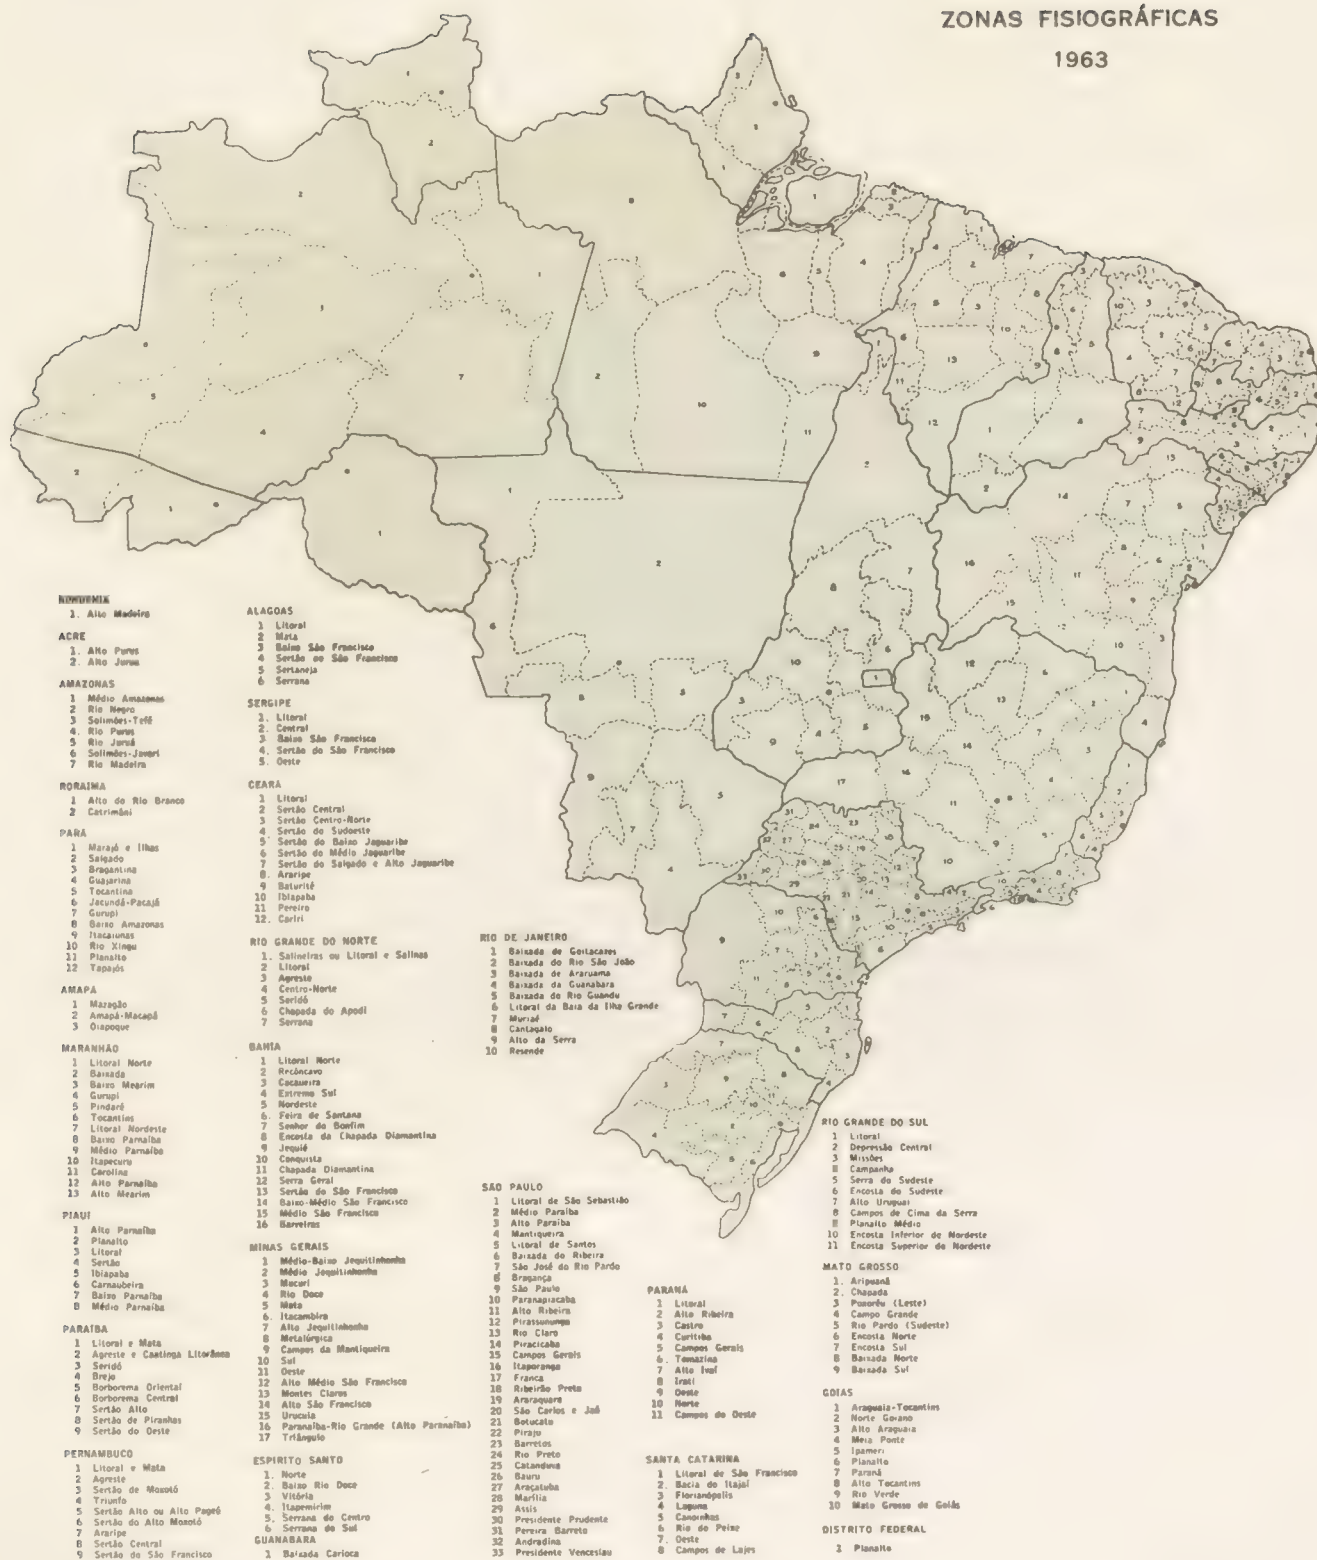 ZONAS FISIOGRÁFICAS
1963
RONDONIA
1. Alto Madeira
ACRE
1. Alto Purus
2. Alto Juruá
AMAZONAS
1 Médio Amazonas
2 Rio Negro
3 Solimões-Tefé
4. Rio Purus
5 Rio Juruá
6 Solimões-Javari
7 Rio Madeira
RORAIMA
1 Alto do Rio Branco
2 Catrimâni
PARÁ
1 Marajó e Ilhas
2 Salgado
3 Bragantina
4 Guajarina
5 Tocantina
6 Jacundá-Pacajá
7 Gurupi
8 Baixo Amazonas
9 Itacaiunas
10 Rio Xingu
11 Planalto
12 Tapajós
AMAPÁ
1 Mazagão
2 Amapá-Macapá
3 Oiapoque
MARANHÃO
1 Litoral Norte
2 Baixada
3 Baixo Mearim
4 Gurupi
5 Pindaré
6 Tocantins
7 Litoral Nordeste
8 Baixo Parnaíba
9 Médio Parnaíba
10 Itapecuru
11 Carolina
12 Alto Parnaíba
13 Alto Mearim
PIAUÍ
1 Alto Parnaíba
2 Planalto
3 Litoral
4 Sertão
5 Ibiapaba
6 Carnaubeira
7 Baixo Parnaíba
8 Médio Parnaíba
PARAÍBA
1 Litoral e Mata
2 Agreste e Caatinga Litorânea
3 Seridó
4 Brejo
5 Borborema Oriental
6 Borborema Central
7 Sertão Alto
8 Sertão de Piranhas
9 Sertão do Oeste
PERNAMBUCO
1 Litoral e Mata
2 Agreste
3 Sertão de Moxotó
4 Triunfo
5 Sertão Alto ou Alto Pajeú
6 Sertão do Alto Moxotó
7 Araripe
8 Sertão Central
9 Sertão do São Francisco
ALAGOAS
1 Litoral
2 Mata
3 Baixo São Francisco
4 Sertão do São Francisco
5 Sertaneja
6 Serrana
SERGIPE
1. Litoral
2. Central
3 Baixo São Francisco
4. Sertão do São Francisco
5. Oeste
CEARÁ
1 Litoral
2 Sertão Central
3 Sertão Centro-Norte
4 Sertão do Sudoeste
5 Sertão do Baixo Jaguaribe
6 Sertão do Médio Jaguaribe
7 Sertão do Salgado e Alto Jaguaribe
8. Araripe
9 Baturité
10 Ibiapaba
11 Pereiro
12. Cariri
RIO GRANDE DO NORTE
1. Salineiras ou Litoral e Salinas
2 Litoral
3 Agreste
4 Centro-Norte
5 Seridó
6 Chapada do Apodi
7 Serrana
BAHIA
1 Litoral Norte
2 Recôncavo
3 Cacaueira
4 Extremo Sul
5 Nordeste
6. Feira de Santana
7 Senhor do Bonfim
8 Encosta da Chapada Diamantina
9 Jequié
10 Conquista
11 Chapada Diamantina
12 Serra Geral
13 Sertão do São Francisco
14 Baixo-Médio São Francisco
15 Médio São Francisco
16 Barreiras
MINAS GERAIS
1 Médio-Baixo Jequitinhonha
2 Médio Jequitinhonha
3 Mucuri
4 Rio Doce
5 Mata
6. Itacambira
7 Alto Jequitinhonha
8 Metalúrgica
9 Campos da Mantiqueira
10 Sul
11 Oeste
12 Alto Médio São Francisco
13 Montes Claros
14 Alto São Francisco
15 Urucuia
16 Paranaíba-Rio Grande (Alto Paranaíba)
17 Triângulo
ESPIRITO SANTO
1. Norte
2. Baixo Rio Doce
3 Vitória
4. Itapemirim
5. Serrana do Centro
6 Serrana do Sul
GUANABARA
1 Baixada Carioca
RIO DE JANEIRO
1 Baixada de Goitacazes
2 Baixada do Rio São João
3 Baixada de Araruama
4 Baixada da Guanabara
5 Baixada do Rio Guandu
6 Litoral da Baia da Ilha Grande
7 Muriaé
8 Cantagalo
9 Alto da Serra
10 Resende
SÃO PAULO
1 Litoral de São Sebastião
2 Médio Paraíba
3 Alto Paraíba
4 Mantiqueira
5 Litoral de Santos
6 Baixada do Ribeira
7 São José do Rio Pardo
8 Bragança
9 São Paulo
10 Paranapiacaba
11 Alto Ribeira
12 Pirassununga
13 Rio Claro
14 Piracicaba
15 Campos Gerais
16 Itaporanga
17 Franca
18 Ribeirão Preto
19 Araraquara
20 São Carlos e Jaú
21 Botucatu
22 Piraju
23 Barretos
24 Rio Preto
25 Catanduva
26 Bauru
27 Araçatuba
28 Marília
29 Assis
30 Presidente Prudente
31 Pereira Barreto
32 Andradina
33 Presidente Venceslau
PARANÁ
1 Litoral
2 Alto Ribeira
3 Castro
4 Curitiba
5 Campos Gerais
6. Tomazina
7 Alto Ivaí
8 Irati
9 Oeste
10 Norte
11 Campos do Oeste
SANTA CATARINA
1 Litoral de São Francisco
2. Bacia do Itajaí
3 Florianópolis
4 Laguna
5 Canoinhas
6 Rio do Peixe
7. Oeste
8 Campos de Lajes
RIO GRANDE DO SUL
1 Litoral
2 Depressão Central
3 Missões
Campanha
5 Serra do Sudeste
6 Encosta do Sudeste
7 Alto Uruguai
8 Campos de Cima da Serra
Planalto Médio
10 Encosta Inferior do Nordeste
11 Encosta Superior do Nordeste
MATO GROSSO
1. Aripuanã
2. Chapada
3 Poxoréu (Leste)
4 Campo Grande
5 Rio Pardo (Sudeste)
6 Encosta Norte
7 Encosta Sul
8 Baixada Norte
9 Baixada Sul
GOIÁS
1 Araguaia-Tocantins
2 Norte Goiano
3 Alto Araguaia
4 Meia Ponte
5 Ipameri
6 Planalto
7 Paranã
8 Alto Tocantins
9 Rio Verde
10 Mato Grosso de Goiás
DISTRITO FEDERAL
1 Planalto